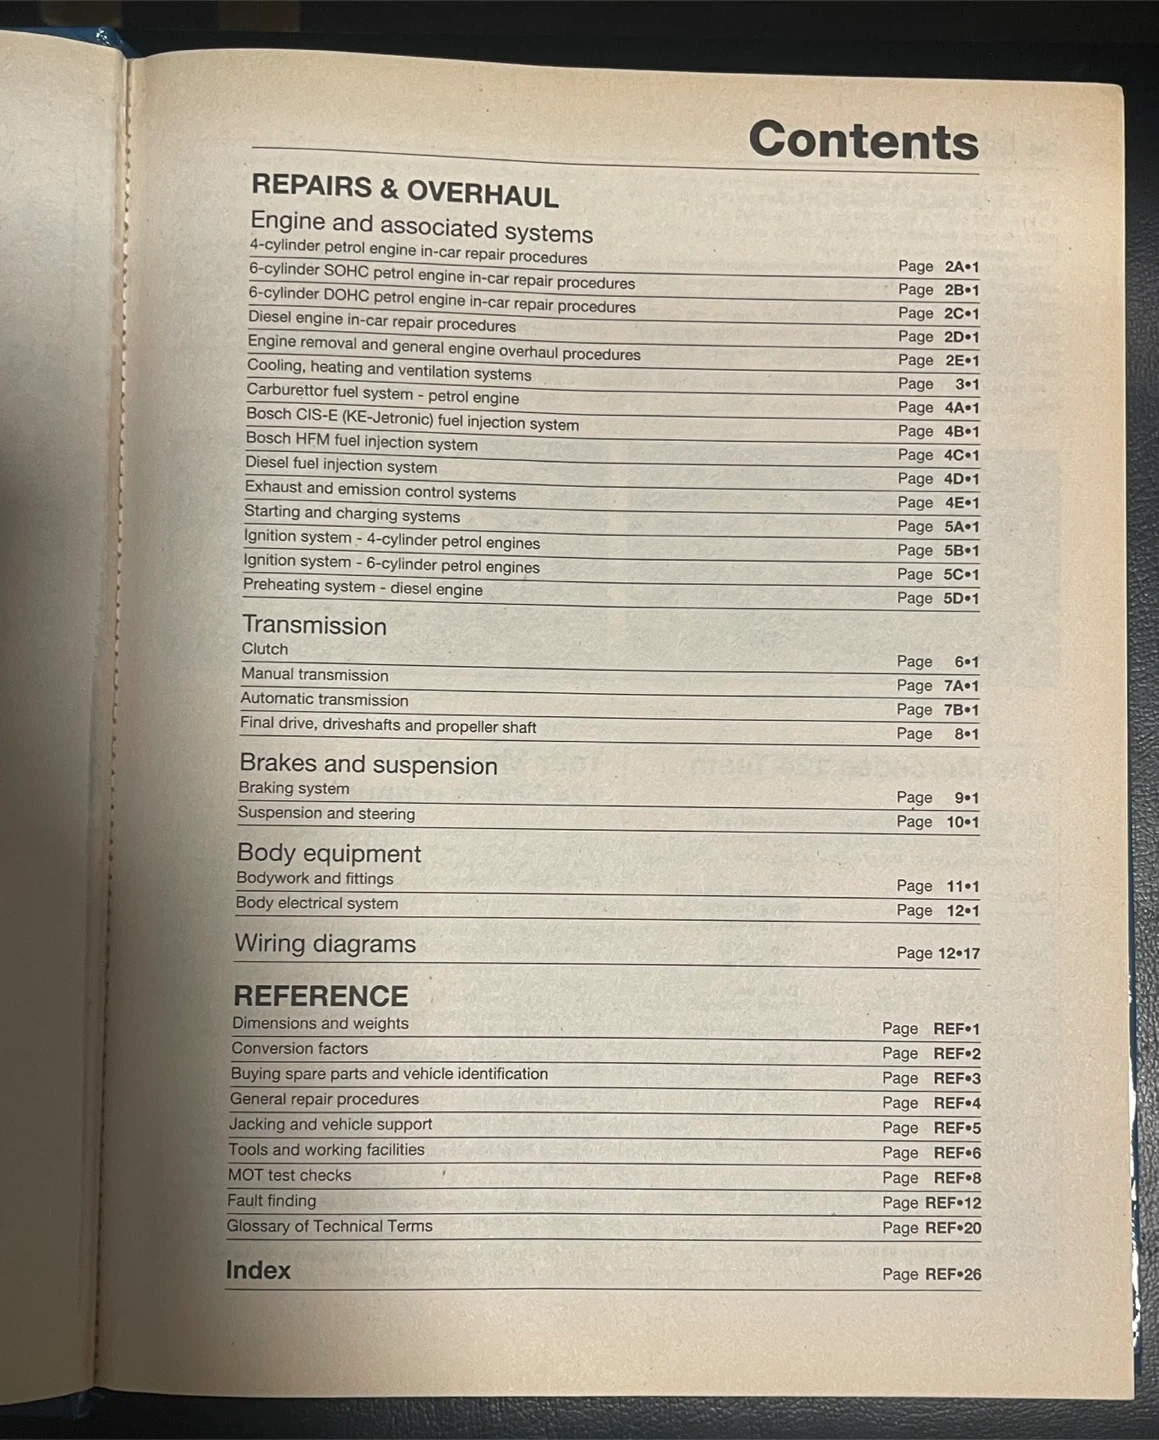 Contents
REPAIRS & OVERHAUL
Engine and associated systems
4-cylinder petrol engine in-car repair procedures Page 2A•1
6-cylinder SOHC petrol engine in-car repair procedures Page 2B•1
6-cylinder DOHC petrol engine in-car repair procedures Page 2C•1
Diesel engine in-car repair procedures Page 2D•1
Engine removal and general engine overhaul procedures Page 2E•1
Cooling, heating and ventilation systems Page 3•1
Carburettor fuel system - petrol engine Page 4A•1
Bosch CIS-E (KE-Jetronic) fuel injection system Page 4B•1
Bosch HFM fuel injection system Page 4C•1
Diesel fuel injection system Page 4D•1
Exhaust and emission control systems Page 4E•1
Starting and charging systems Page 5A•1
Ignition system - 4-cylinder petrol engines Page 5B•1
Ignition system - 6-cylinder petrol engines Page 5C•1
Preheating system - diesel engine Page 5D•1
Transmission
Clutch Page 6•1
Manual transmission Page 7A•1
Automatic transmission Page 7B•1
Final drive, driveshafts and propeller shaft Page 8•1
Brakes and suspension
Braking system Page 9•1
Suspension and steering Page 10•1
Body equipment
Bodywork and fittings Page 11•1
Body electrical system Page 12•1
Wiring diagrams Page 12•17
REFERENCE
Dimensions and weights Page REF•1
Conversion factors Page REF•2
Buying spare parts and vehicle identification Page REF•3
General repair procedures Page REF•4
Jacking and vehicle support Page REF•5
Tools and working facilities Page REF•6
MOT test checks Page REF•8
Fault finding Page REF•12
Glossary of Technical Terms Page REF•20
Index Page REF•26